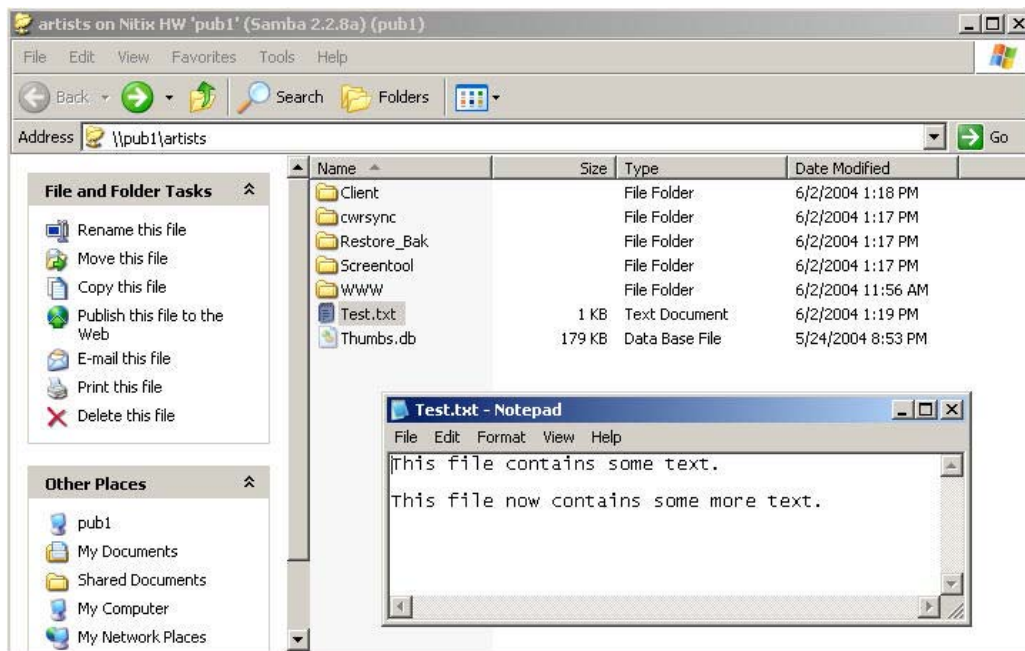 artists on Nitix HW 'pub1' (Samba 2.2.8a) (pub1)
File Edit View Favorites Tools Help
Back Search Folders
Address \\pub1\artists Go
File and Folder Tasks
Rename this file
Move this file
Copy this file
Publish this file to the
Web
E-mail this file
Print this file
Delete this file
Other Places
pub1
My Documents
Shared Documents
My Computer
My Network Places
Name Size Type Date Modified
Client File Folder 6/2/2004 1:18 PM
cwrsync File Folder 6/2/2004 1:17 PM
Restore_Bak File Folder 6/2/2004 1:17 PM
Screentool File Folder 6/2/2004 1:17 PM
WWW File Folder 6/2/2004 11:56 AM
Test.txt 1 KB Text Document 6/2/2004 1:19 PM
Thumbs.db 179 KB Data Base File 5/24/2004 8:53 PM
Test.txt - Notepad
File Edit Format View Help
This file contains some text.
This file now contains some more text.